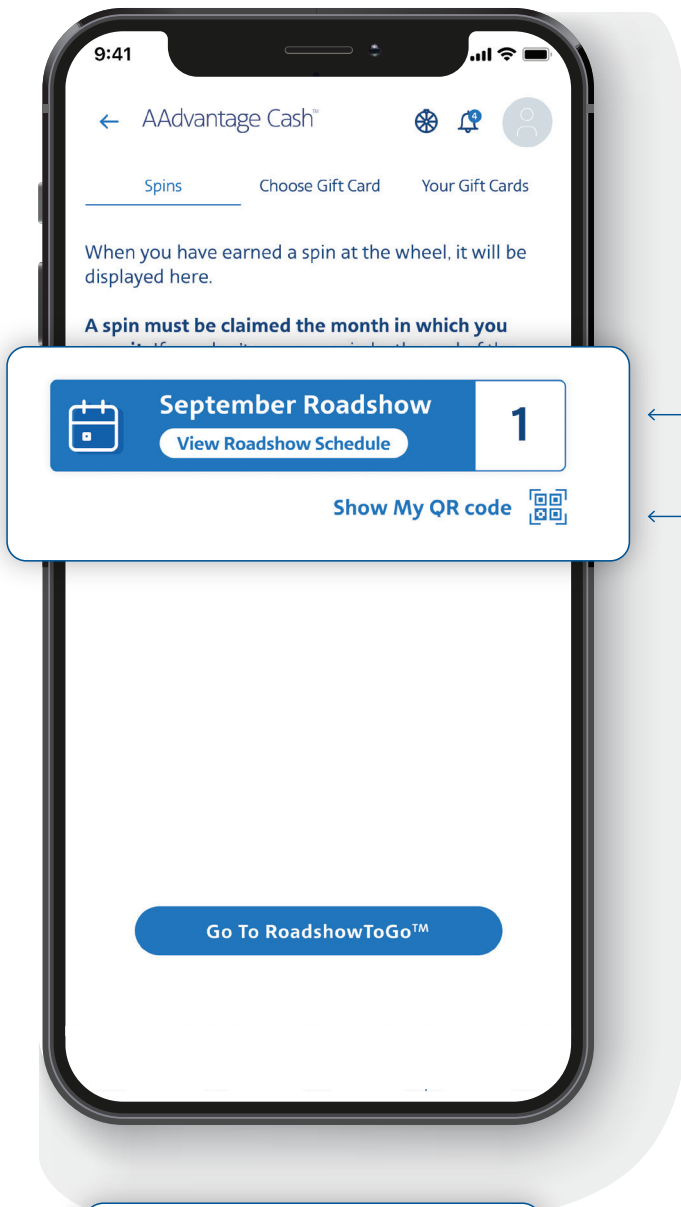 9:41
AAdvantage Cash™
4
Spins Choose Gift Card Your Gift Cards
When you have earned a spin at the wheel, it will be
displayed here.
A spin must be claimed the month in which you
September Roadshow
1
View Roadshow Schedule
Show My QR code
Go To RoadshowToGo™